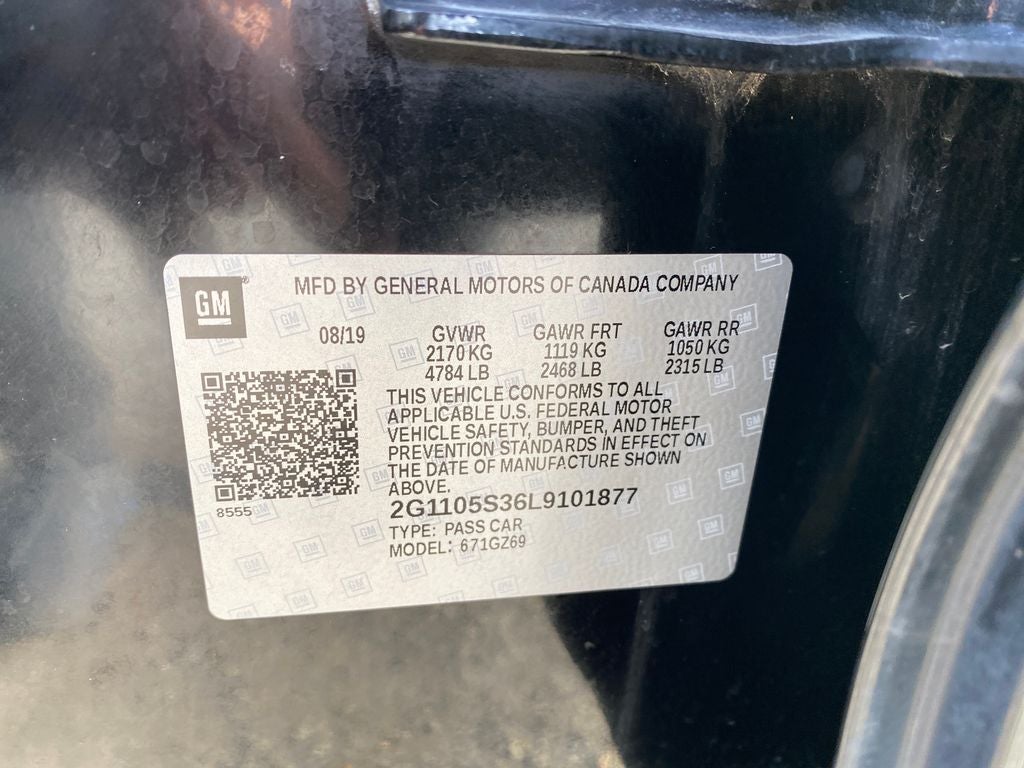 GM
MFD BY GENERAL MOTORS OF CANADA COMPANY
08/19 GVWR GAWR FRT GAWR RR
2170 KG 1119 KG 1050 KG
4784 LB 2468 LB 2315 LB
THIS VEHICLE CONFORMS TO ALL
APPLICABLE U.S. FEDERAL MOTOR
VEHICLE SAFETY, BUMPER, AND THEFT
PREVENTION STANDARDS IN EFFECT ON
THE DATE OF MANUFACTURE SHOWN
ABOVE.
8555
2G1105S36L9101877
TYPE: PASS CAR
MODEL: 671GZ69